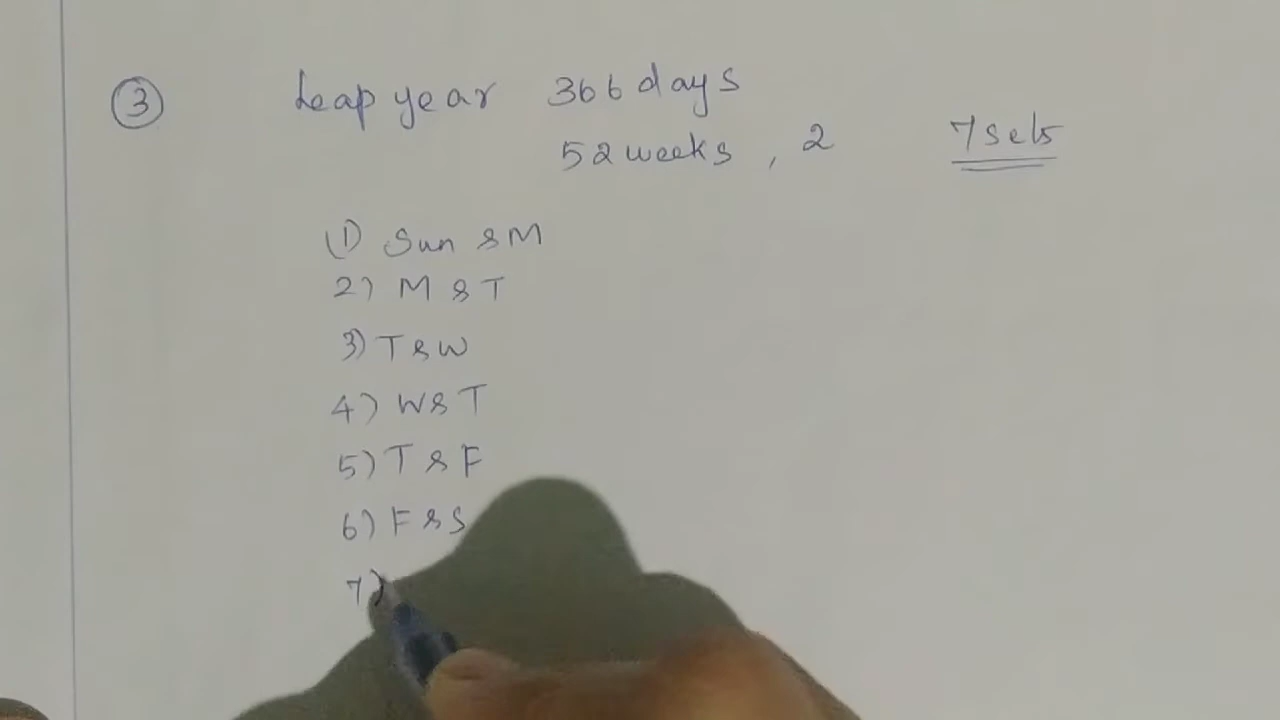 3 Leap year 366 days
52 weeks , 2 7 sets
(1) Sun & M
2) M & T
3) T & W
4) W & T
5) T & F
6) F & S
7)